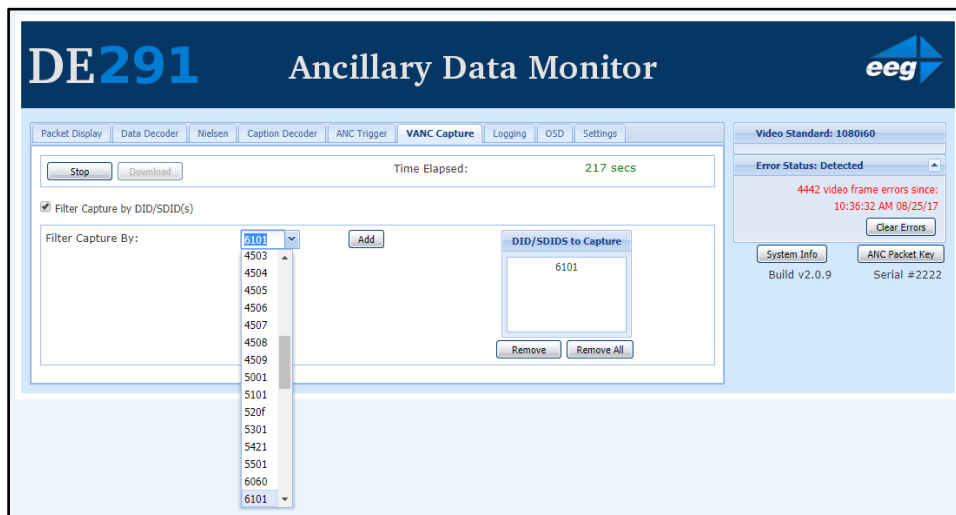 DE291 Ancillary Data Monitor eeg
Packet Display Data Decoder Nielsen Caption Decoder ANC Trigger VANC Capture Logging OSD Settings
Stop Download Time Elapsed: 217 secs
Filter Capture by DID/SDID(s)
Filter Capture By: 6101 Add
4503
4504
4505
4506
4507
4508
4509
5001
5101
520f
5301
5421
5501
6060
6101
DID/SDIDS to Capture
6101
Remove Remove All
Video Standard: 1080i60
Error Status: Detected
4442 video frame errors since:
10:36:32 AM 08/25/17
Clear Errors
System Info ANC Packet Key
Build v2.0.9 Serial #2222